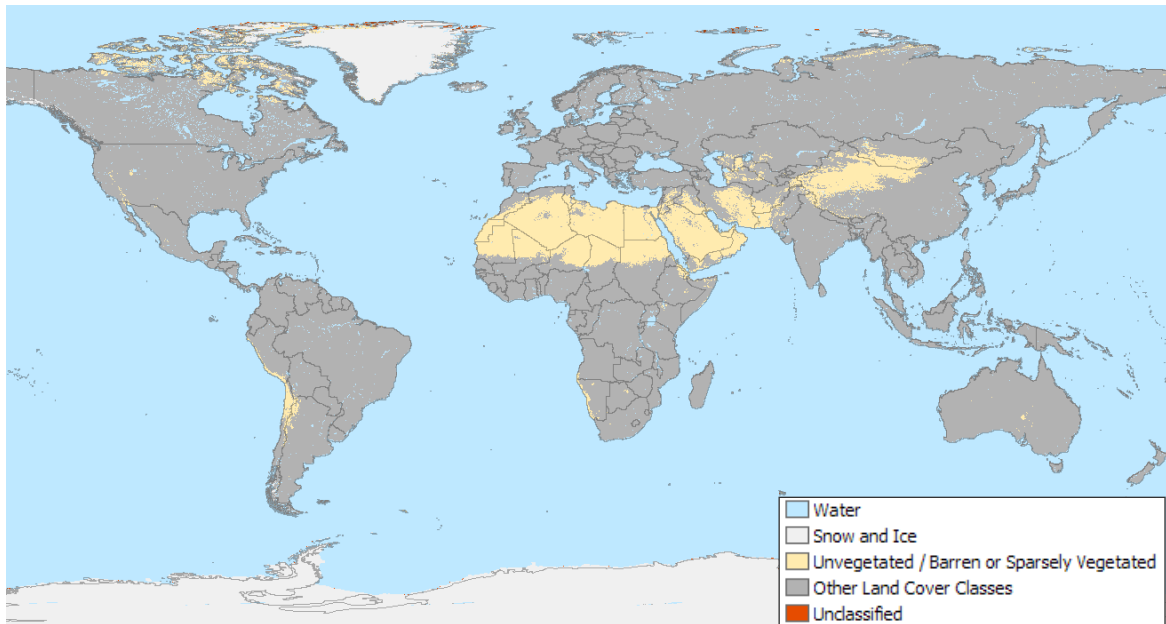 Water
Snow and Ice
Unvegetated / Barren or Sparsely Vegetated
Other Land Cover Classes
Unclassified